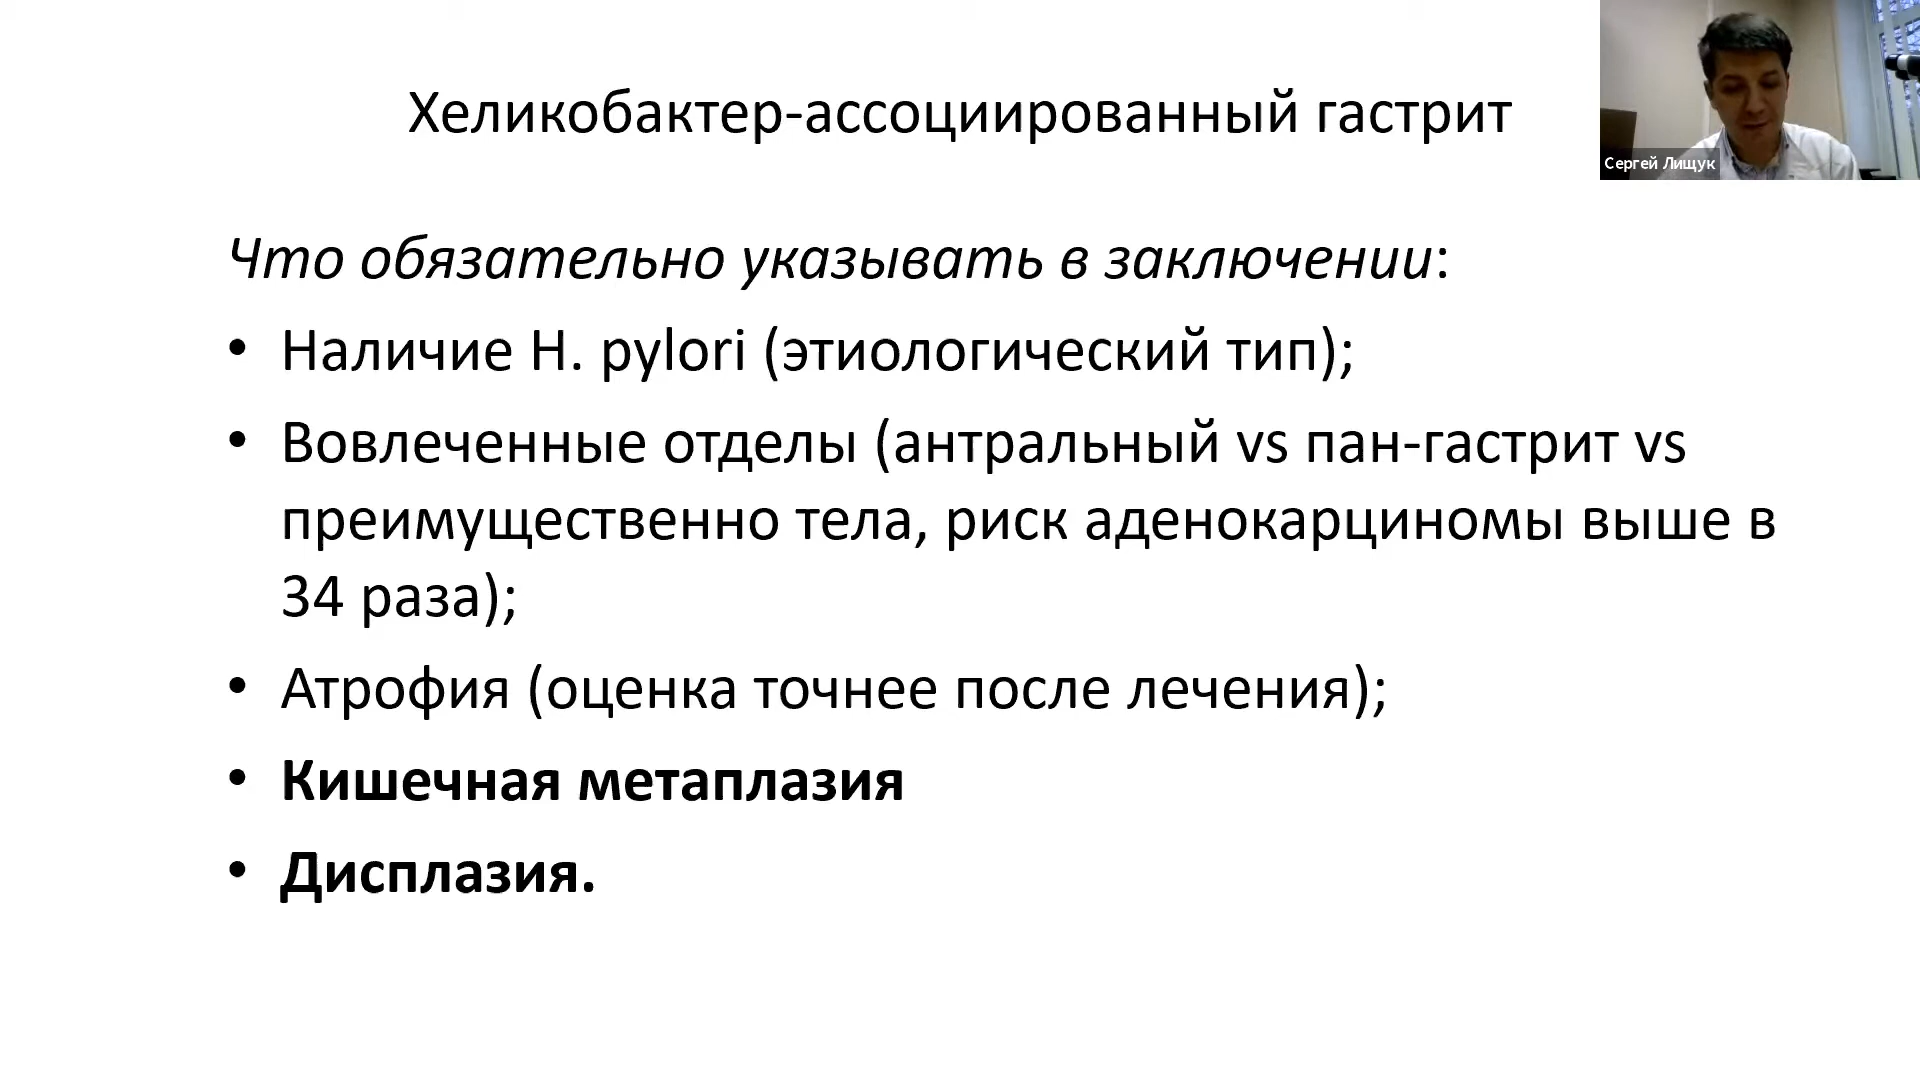 Хеликобактер-ассоциированный гастрит
Сергей Лищук
Что обязательно указывать в заключении:
• Наличие H. pylori (этиологический тип);
• Вовлеченные отделы (антральный vs пан-гастрит vs
преимущественно тела, риск аденокарциномы выше в
34 раза);
• Атрофия (оценка точнее после лечения);
• Кишечная метаплазия
• Дисплазия.